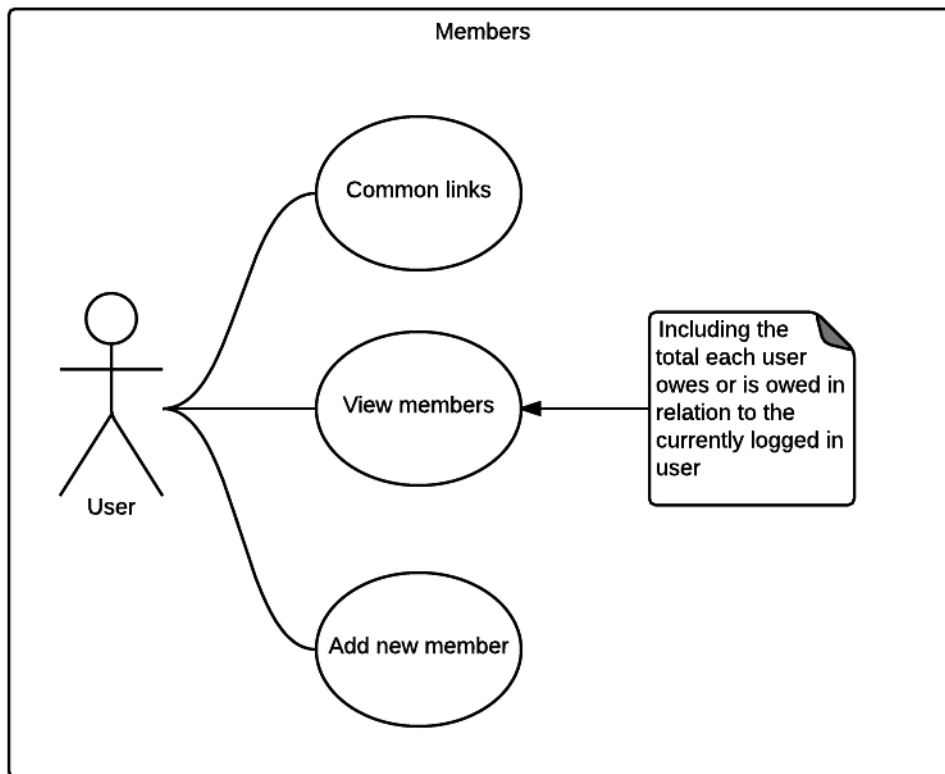 Members
Common links
Including the
total each user
owes or is owed in
relation to the
currently logged in
user
View members
User
Add new member